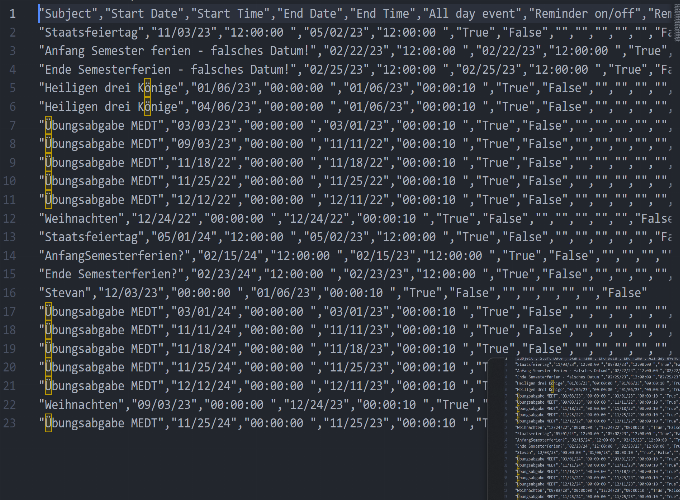 1 "Subject","Start Date","Start Time","End Date","End Time","All day event","Reminder on/off","Rem
2 "Staatsfeiertag","11/03/23","12:00:00 ","05/02/23","12:00:00 ","True","False","","","","","","Fa
3 "Anfang Semester ferien - falsches Datum!","02/22/23","12:00:00 ","02/22/23","12:00:00 ","True",
4 "Ende Semesterferien - falsches Datum!","02/25/23","12:00:00 ","02/25/23","12:00:00 ","True","Fa
5 "Heiligen drei Könige","01/06/23","00:00:00 ","01/06/23","00:00:10 ","True","False","","","","",
6 "Heiligen drei Könige","04/06/23","00:00:00 ","01/06/23","00:00:10 ","True","False","","","","",
7 "Übungsabgabe MEDT","03/03/23","00:00:00 ","03/01/23","00:00:10 ","True","False","","","","","",
8 "Übungsabgabe MEDT","09/03/23","00:00:00 ","11/11/22","00:00:10 ","True","False","","","","","",
9 "Übungsabgabe MEDT","11/18/22","00:00:00 ","11/18/22","00:00:10 ","True","False","","","","","",
10 "Übungsabgabe MEDT","11/25/22","00:00:00 ","11/25/22","00:00:10 ","True","False","","","","","",
11 "Übungsabgabe MEDT","12/12/22","00:00:00 ","12/11/22","00:00:10 ","True","False","","","","","",
12 "Weihnachten","12/24/22","00:00:00 ","12/24/22","00:00:10 ","True","False","","","","","","False
13 "Staatsfeiertag","05/01/24","12:00:00 ","05/02/23","12:00:00 ","True","False","","","","","","Fa
14 "AnfangSemesterferien?","02/15/24","12:00:00 ","02/15/23","12:00:00 ","True","False","","","",""
15 "Ende Semesterferien?","02/23/24","12:00:00 ","02/23/23","12:00:00 ","True","False","","","","",
16 "Stevan","12/03/23","00:00:00 ","01/06/23","00:00:10 ","True","False","","","","","","False"
17 "Übungsabgabe MEDT","03/01/24","00:00:00 ","03/01/23","00:00:10 ","True","False","","","","","",
18 "Übungsabgabe MEDT","11/11/24","00:00:00 ","11/11/23","00:00:10 ","True","False","","","","","",
19 "Übungsabgabe MEDT","11/18/24","00:00:00 ","11/18/23","00:00:10 ","True",
20 "Übungsabgabe MEDT","11/25/24","00:00:00 ","11/25/23","00:00:10 ","T
21 "Übungsabgabe MEDT","12/12/24","00:00:00 ","12/11/23","00:00:10 ","T
22 "Weihnachten","09/03/23","00:00:00 ","12/24/23","00:00:10 ","True",
23 "Übungsabgabe MEDT","11/25/24","00:00:00 ","11/25/23","00:00:10 ","T